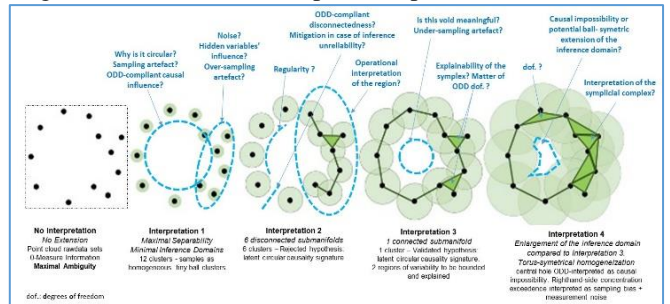 Why is it circular?
Sampling artefact?
ODD-compliant causal
influence?
Noise?
Hidden variables'
influence?
Over-sampling
artefact?
ODD-compliant
disconnectedness?
Mitigation in case of inference
unreliability?
Regularity ?
Operational
interpretation
of the region?
Is this void meaningful?
Under-sampling artefact?
Explainability of the
symplex? Matter of
ODD dof. ?
Causal impossibility or
potential ball- symetric
extension of the
inference domain?
dof. ?
Interpretation of the
symplicial complex?
No Interpretation
No Extension
Point cloud rawdata sets
0-Measure Information
Maximal Ambiguity
Interpretation 1
Maximal Separability
Minimal Inference Domains
12 clusters - samples as
homogeneous tiny ball clusters
Interpretation 2
6 disconnected submanifolds
6 clusters – Rejected hypothesis:
latent circular causality signature
Interpretation 3
1 connected submanifold
1 cluster – Validated hypothesis:
latent circular causality signature.
2 regions of variability to be bounded
and explained
Interpretation 4
Enlargement of the inference domain
compared to Interpretation 3.
Torus-symetrical homogeneization
central hole ODD-interpreted as causal
impossibility. Righthand-side concentration
exceedence interpreted as sampling bias +
measurement noise
dof.: degrees of freedom